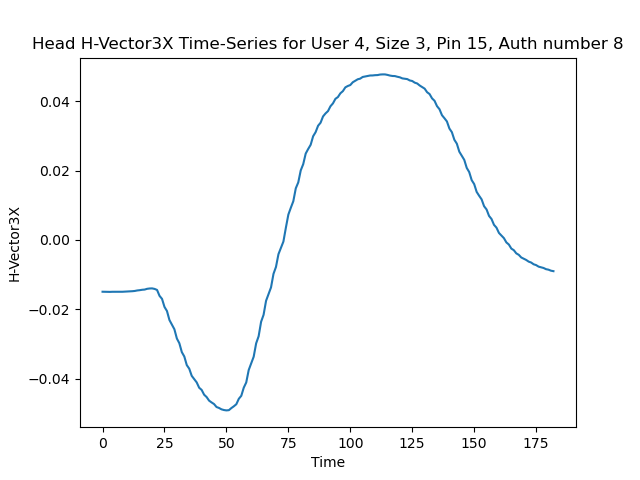 Head H-Vector3X Time-Series for User 4, Size 3, Pin 15, Auth number 8
H-Vector3X
0.04
0.02
0.00
−0.02
−0.04
0 25 50 75 100 125 150 175
Time